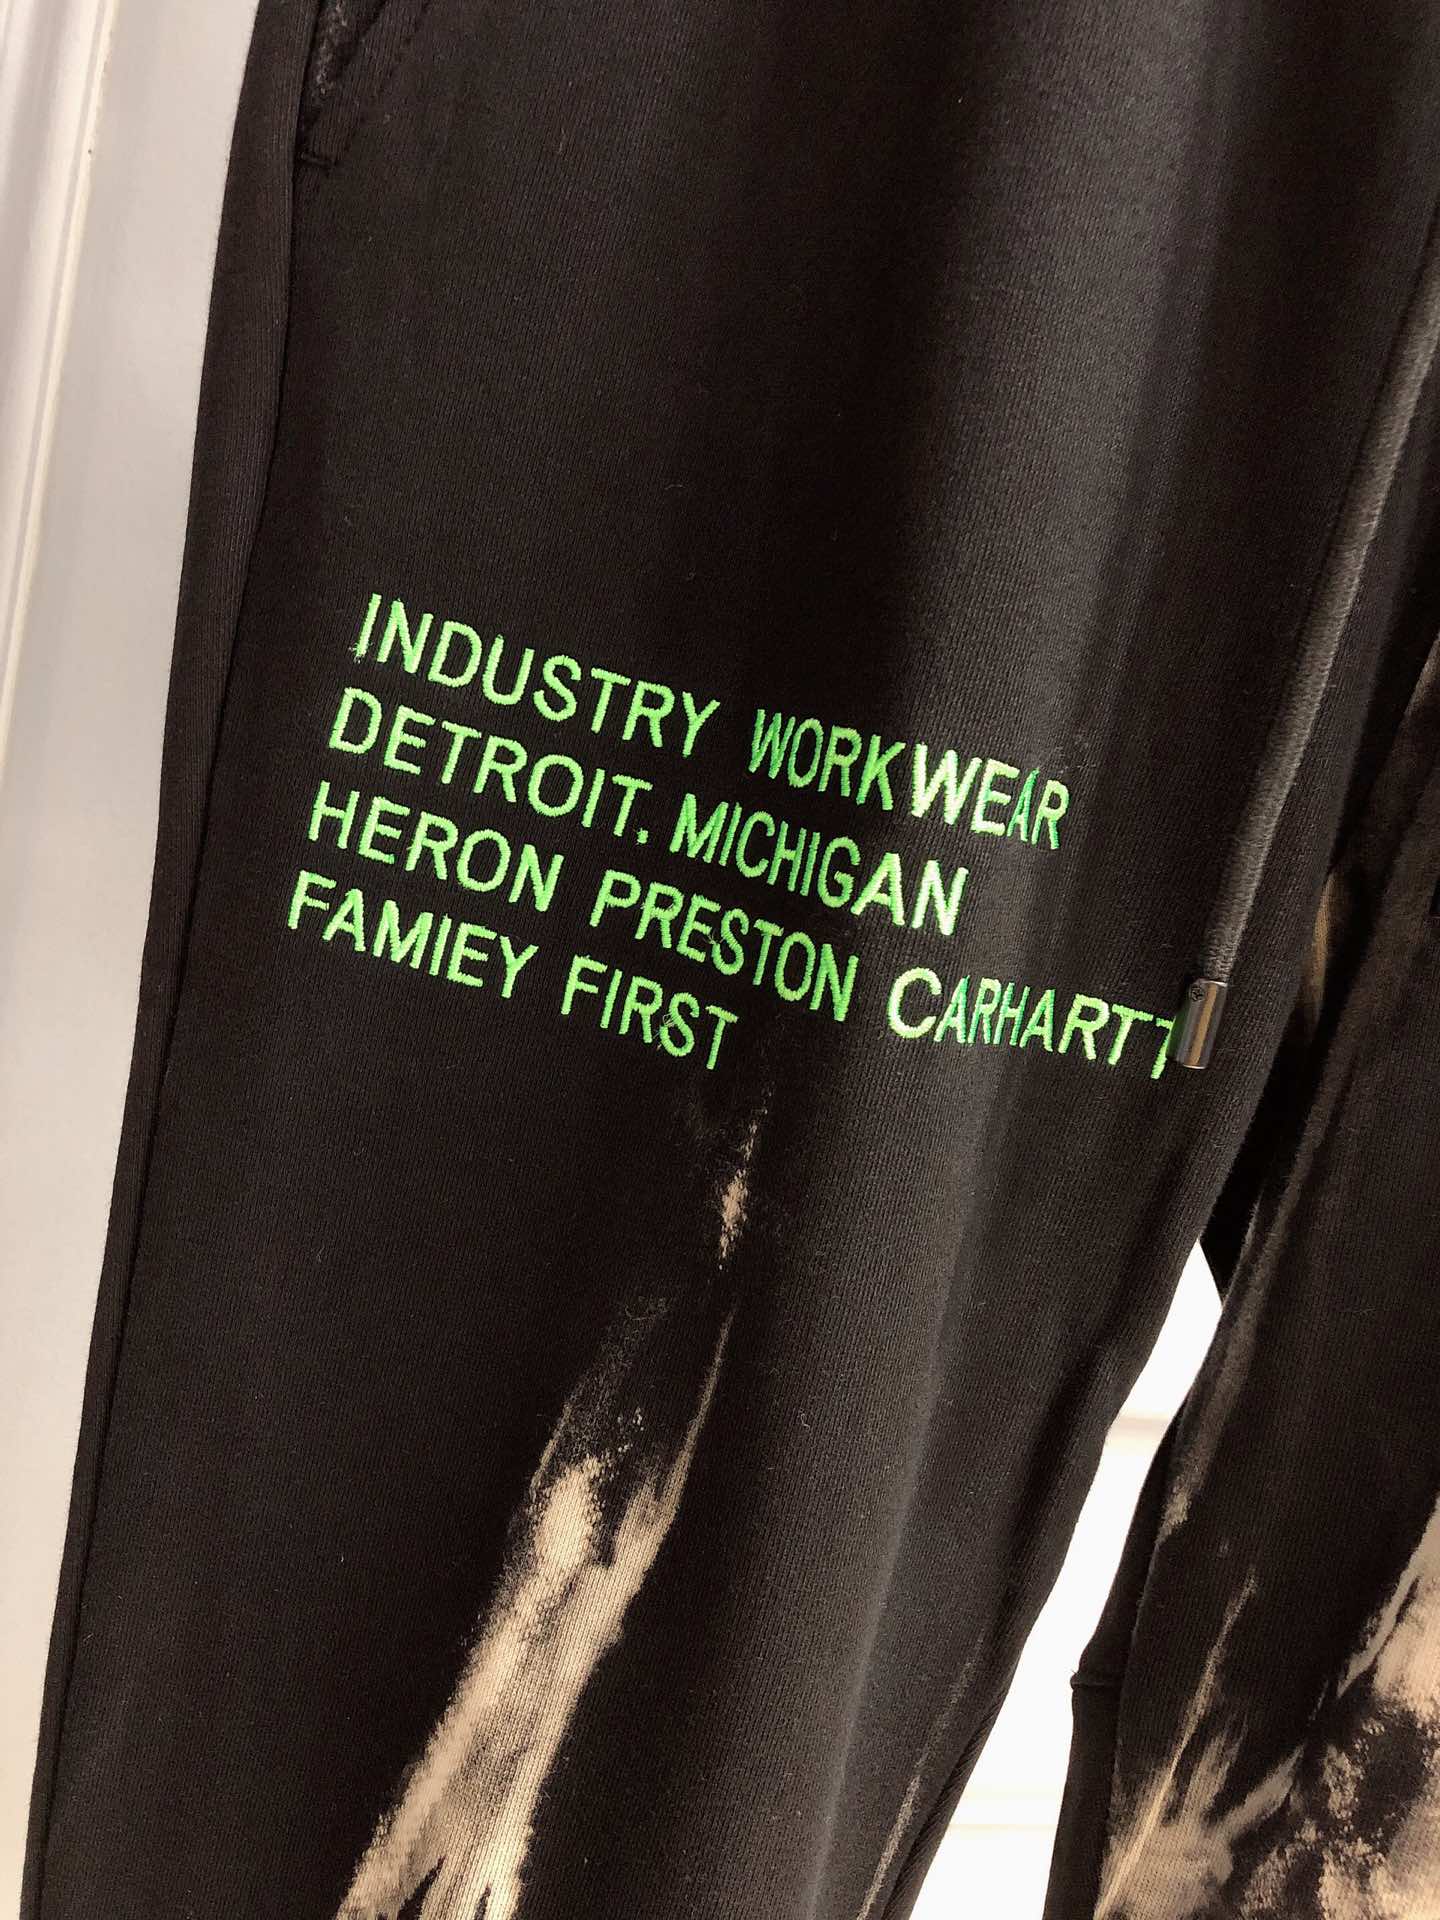 INDUSTRY WORKWEAR
DETROIT, MICHIGAN
HERON PRESTON CARHARTT
FAMIEY FIRST